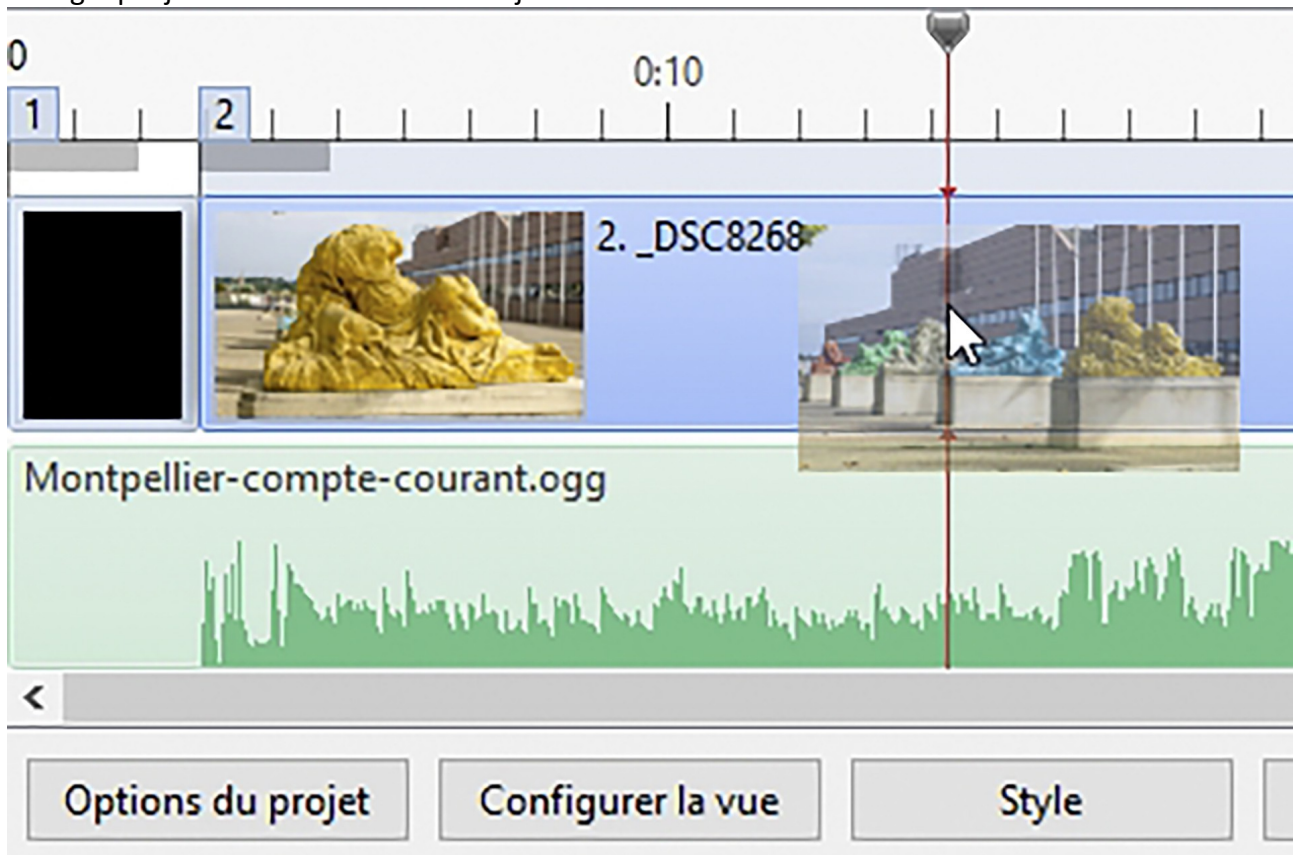 0
0:10
1
2
2. _DSC8268
Montpellier-compte-courant.ogg
Options du projet
Configurer la vue
Style